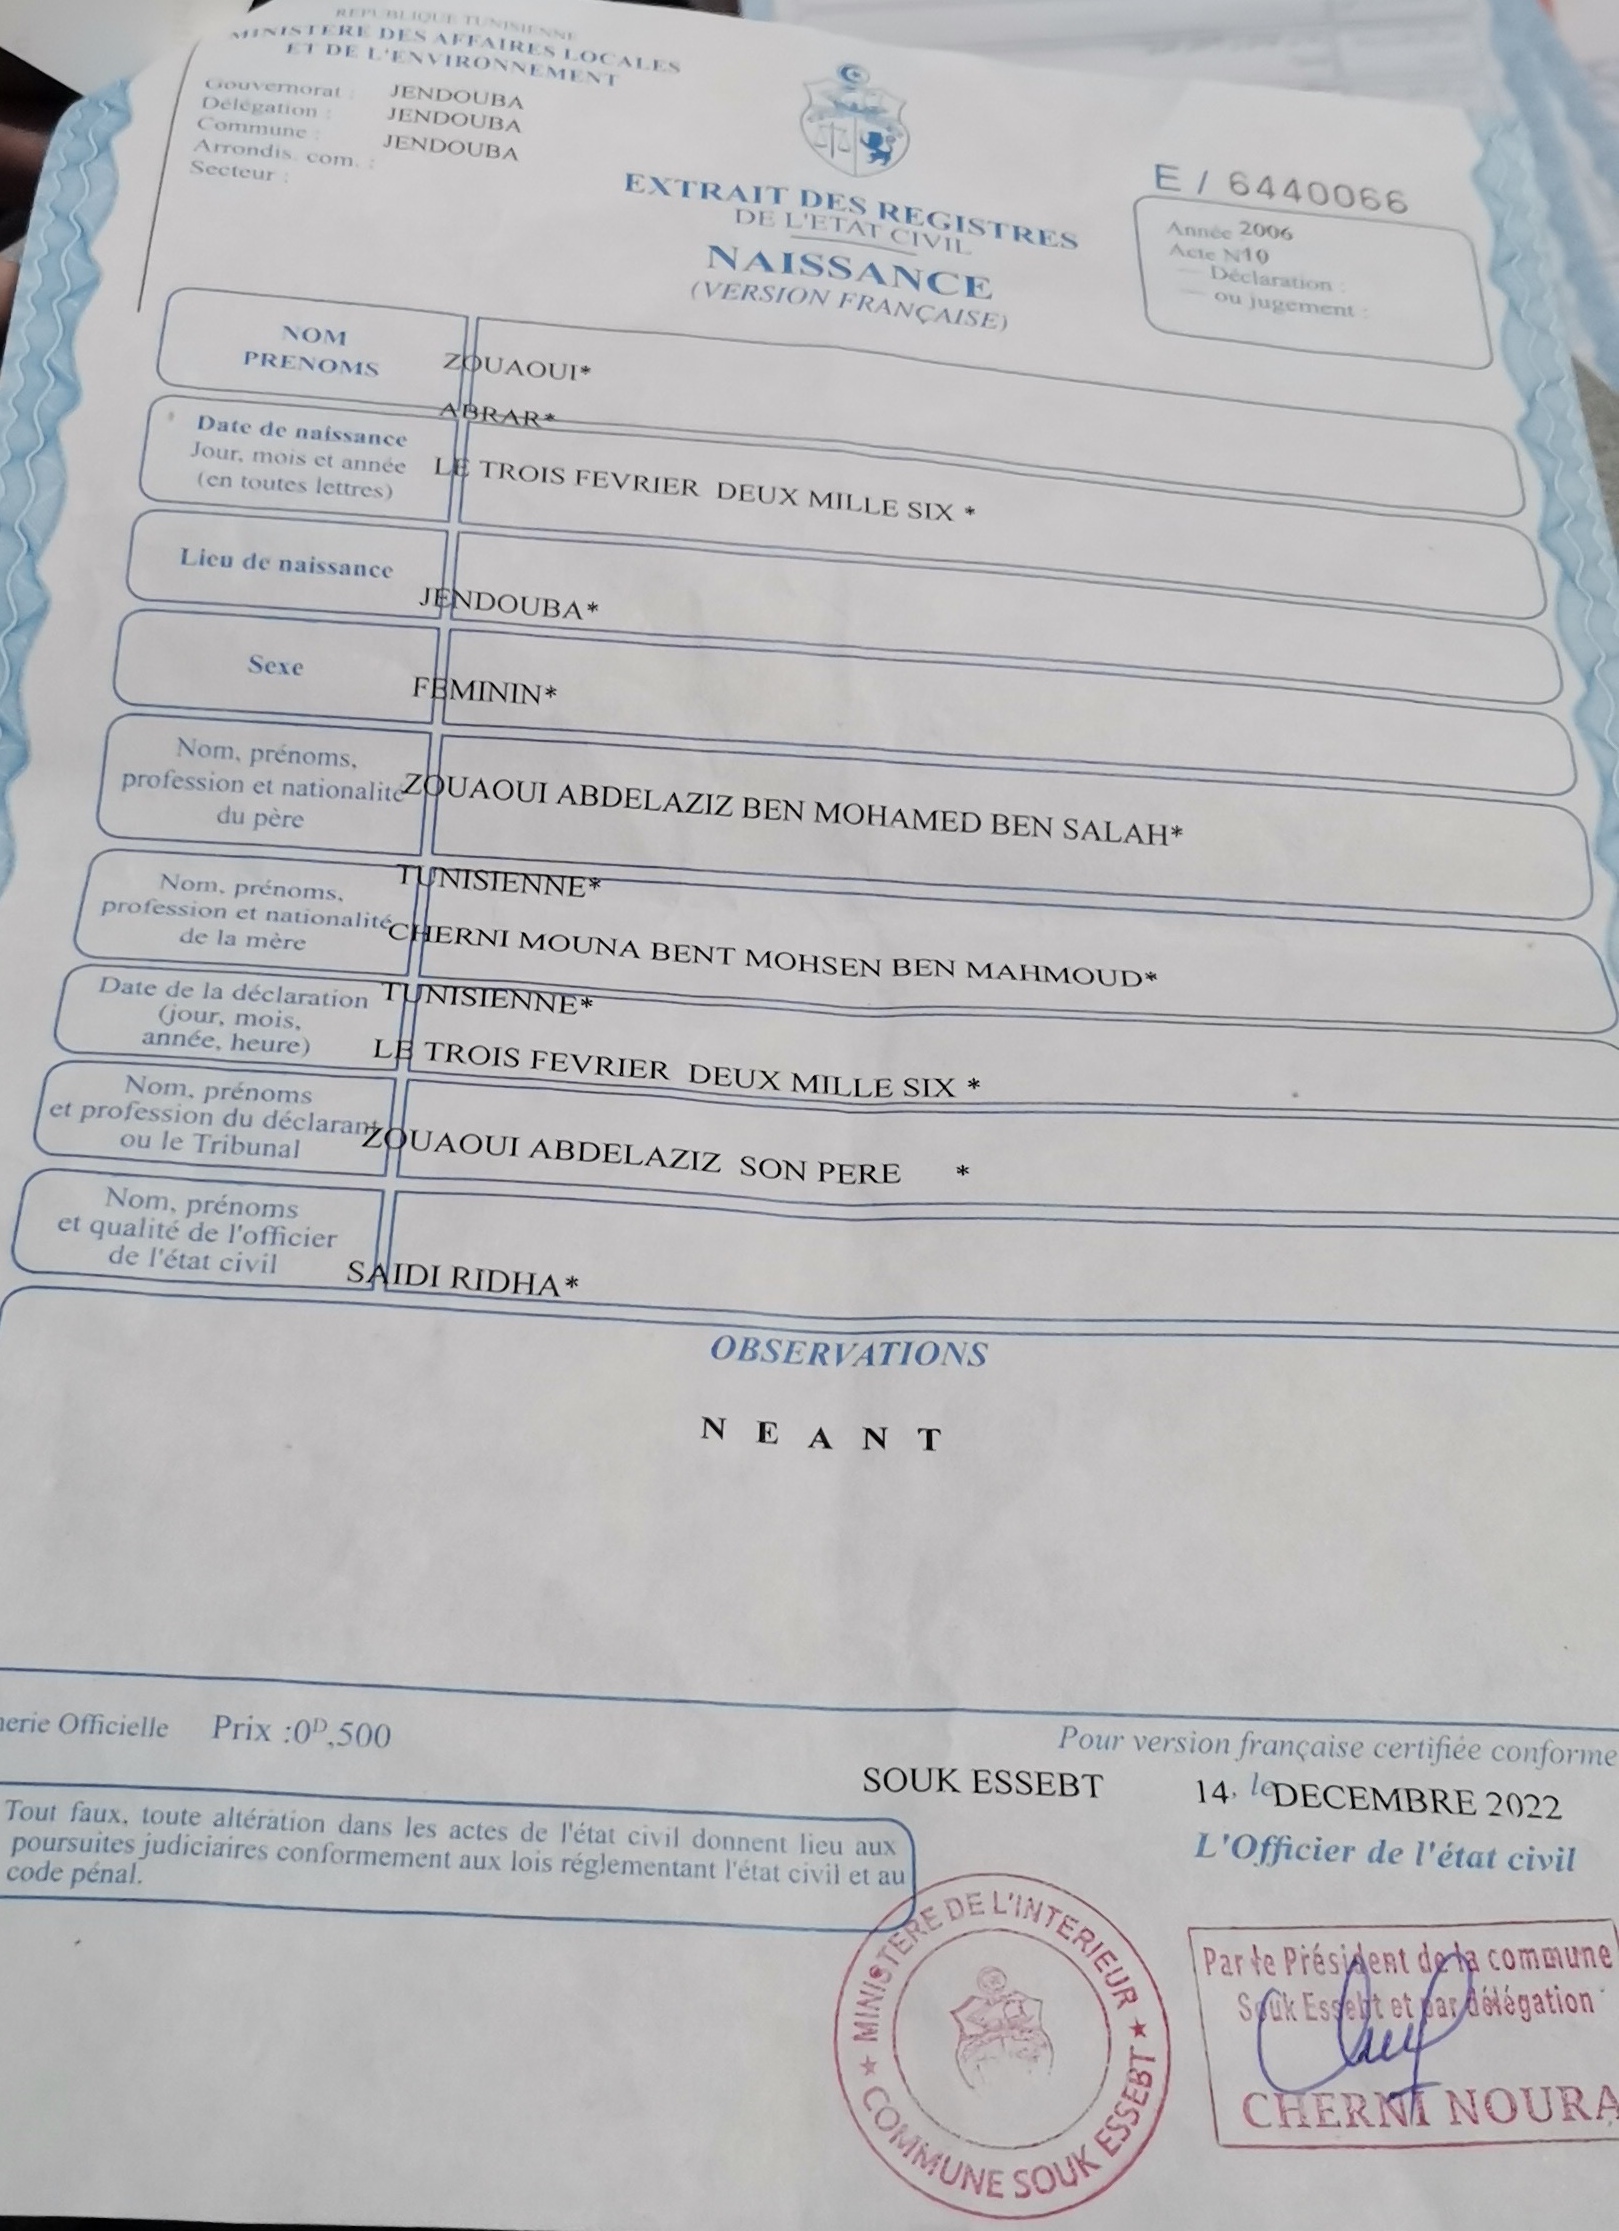 REPUBLIQUE TUNISIENNE
MINISTERE DES AFFAIRES LOCALES
ET DE L'ENVIRONNEMENT
Gouvernorat : JENDOUBA
Délégation : JENDOUBA
Commune : JENDOUBA
Arrondis. com. :
Secteur :
EXTRAIT DES REGISTRES
DE L'ETAT CIVIL
NAISSANCE
(VERSION FRANÇAISE)
E / 6440066
Année 2006
Acte N10
— Déclaration :
— ou jugement :
NOM
PRENOMS
ZOUAOUI*
ABRAR*
Date de naissance
Jour, mois et année
(en toutes lettres)
LE TROIS FEVRIER DEUX MILLE SIX *
Lieu de naissance
JENDOUBA*
Sexe
FEMININ*
Nom, prénoms,
profession et nationalité
du père
ZOUAOUI ABDELAZIZ BEN MOHAMED BEN SALAH*
TUNISIENNE*
Nom, prénoms,
profession et nationalité
de la mère
CHERNI MOUNA BENT MOHSEN BEN MAHMOUD*
TUNISIENNE*
Date de la déclaration
(jour, mois,
année, heure)
LE TROIS FEVRIER DEUX MILLE SIX *
Nom, prénoms
et profession du déclarant
ou le Tribunal
ZOUAOUI ABDELAZIZ SON PERE *
Nom, prénoms
et qualité de l'officier
de l'état civil
SAIDI RIDHA*
OBSERVATIONS
N E A N T
nerie Officielle Prix :0D,500
Pour version française certifiée conforme
SOUK ESSEBT 14, le DECEMBRE 2022
L'Officier de l'état civil
Tout faux, toute altération dans les actes de l'état civil donnent lieu aux
poursuites judiciaires conformement aux lois réglementant l'état civil et au
code pénal.
★ MINISTERE DE L'INTERIEUR ★
COMMUNE SOUK ESSEBT
Par le Président de la commune
Souk Essebt et par délégation
CHERNI NOURA